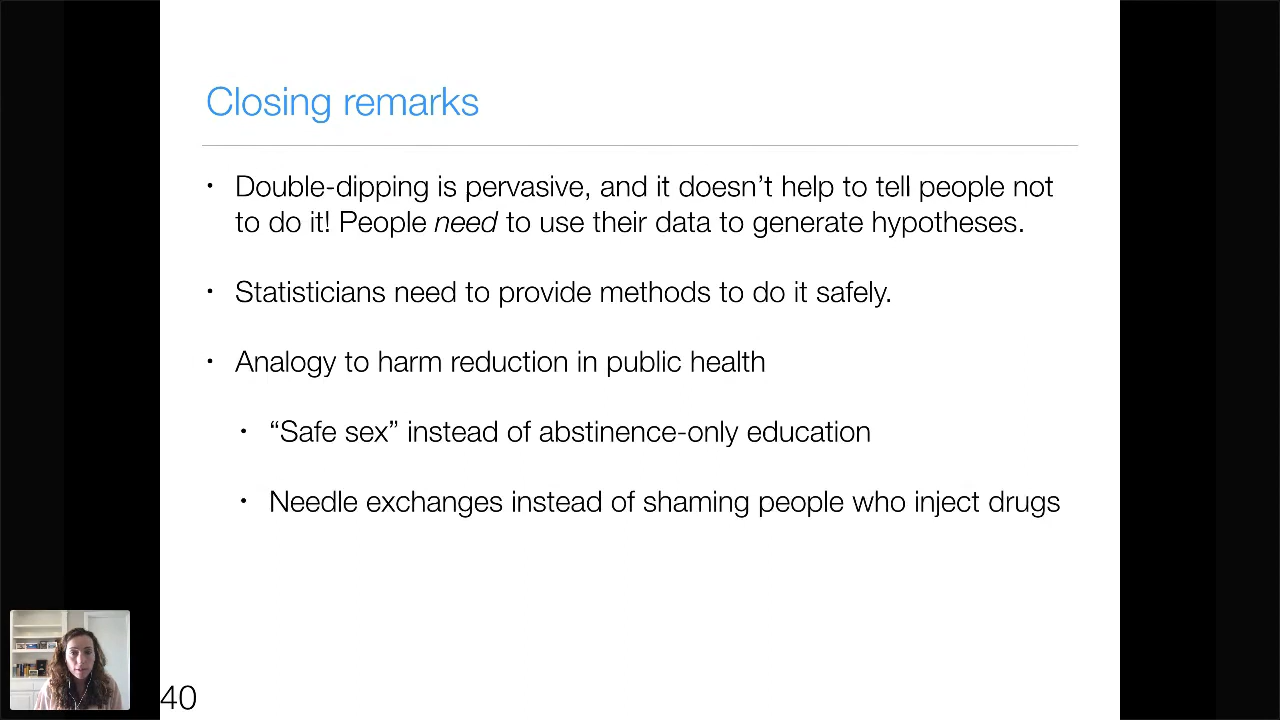 Closing remarks
• Double-dipping is pervasive, and it doesn’t help to tell people not
to do it! People need to use their data to generate hypotheses.
• Statisticians need to provide methods to do it safely.
• Analogy to harm reduction in public health
• “Safe sex” instead of abstinence-only education
• Needle exchanges instead of shaming people who inject drugs
40